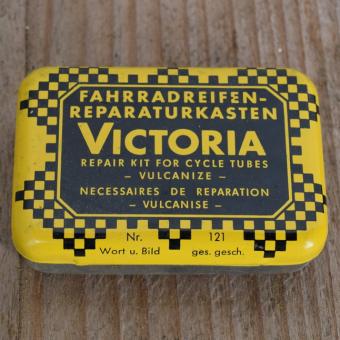 FAHRRADREIFEN-
REPARATURKASTEN
VICTORIA
REPAIR KIT FOR CYCLE TUBES
– VULCANIZE –
NECESSAIRES DE REPARATION
– VULCANISE –
Nr. 121
Wort u. Bild ges. gesch.